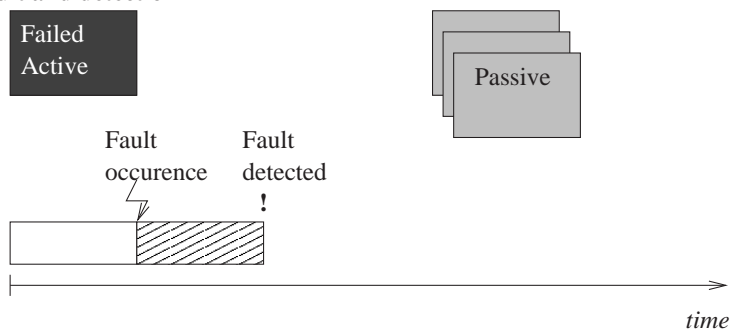 Failed
Active
Passive
Fault
occurence
Fault
detected
!
time